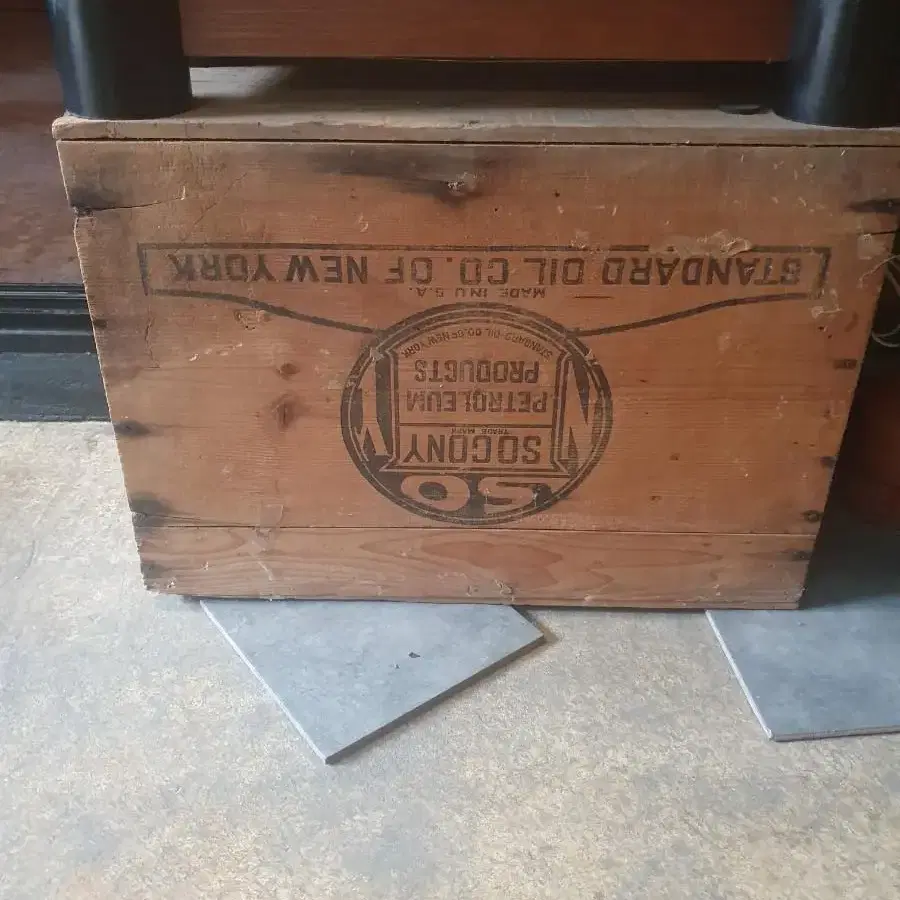 SO
SOCONY
TRADE MARK
PETROLEUM
PRODUCTS
STANDARD OIL CO. OF NEW YORK
MADE IN U.S.A.
STANDARD OIL CO. OF NEW YORK